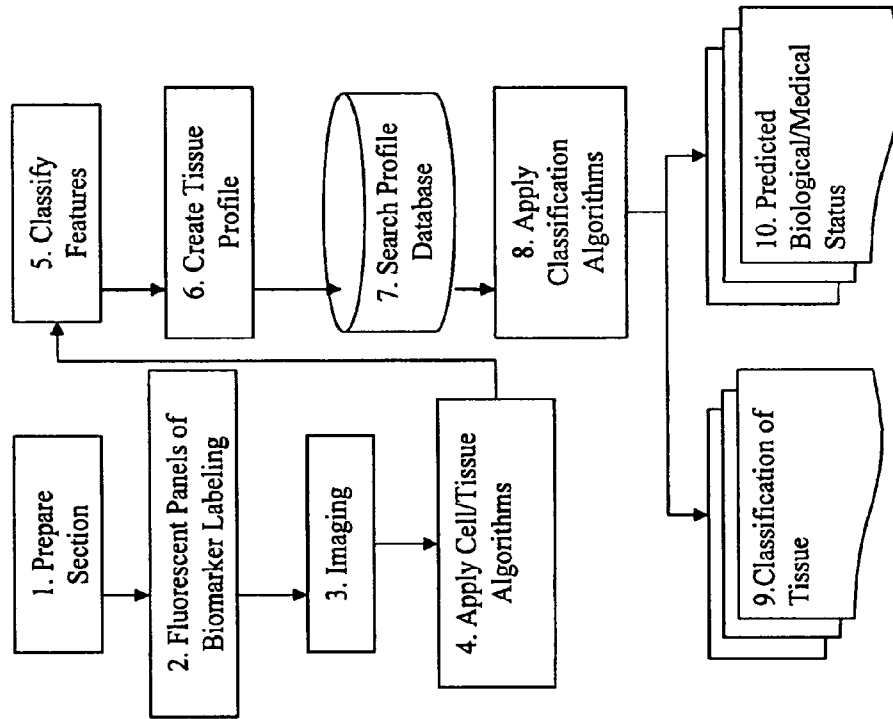 1. Prepare
Section
2. Fluorescent Panels of
Biomarker Labeling
3. Imaging
4. Apply Cell/Tissue
Algorithms
5. Classify
Features
6. Create Tissue
Profile
7. Search Profile
Database
8. Apply
Classification
Algorithms
9.Classification of
Tissue
10. Predicted
Biological/Medical
Status